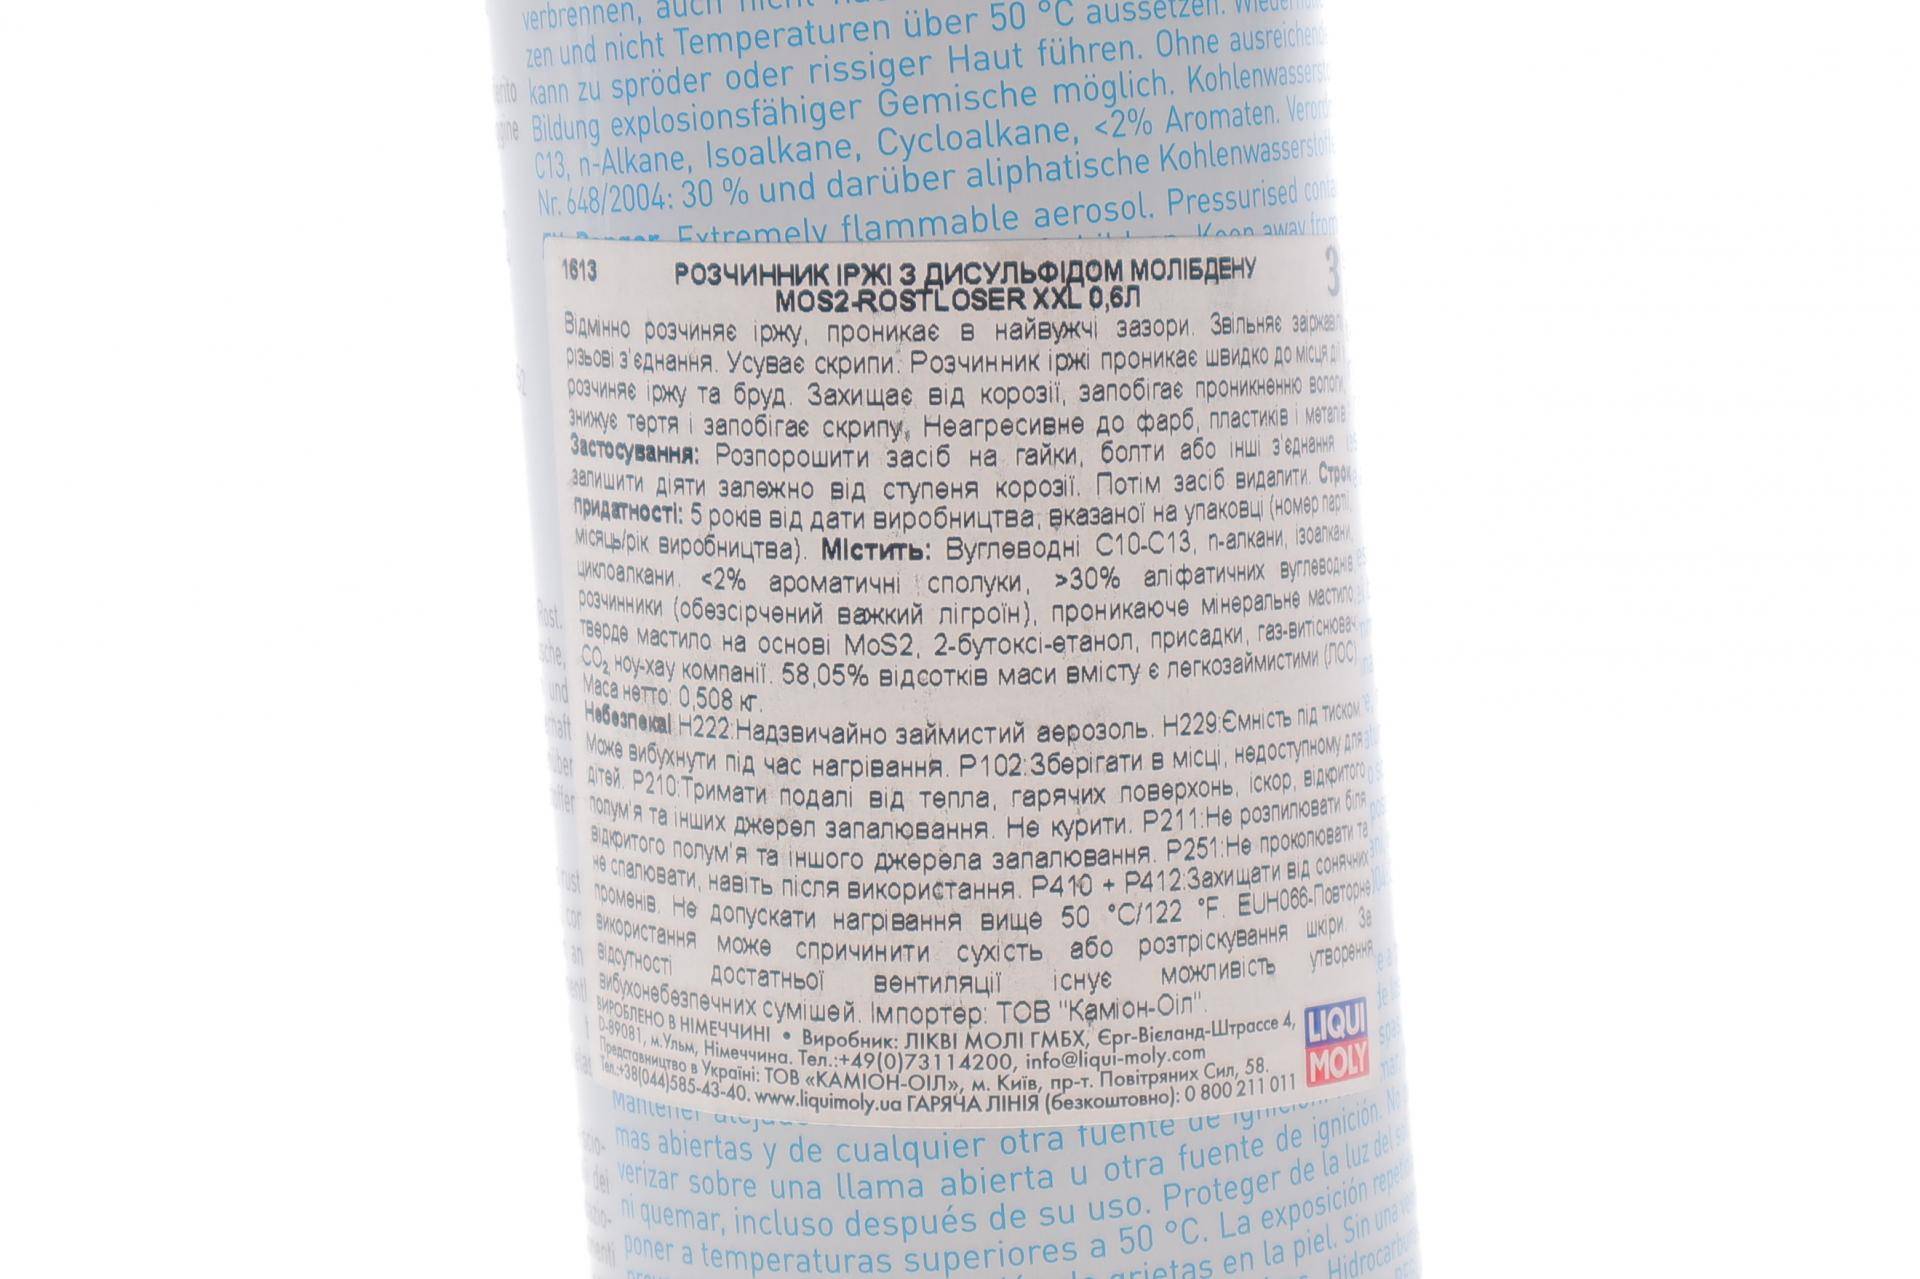 verbrennen, auch nicht
zen und nicht Temperaturen über 50 °C aussetzen.
kann zu spröder oder rissiger Haut führen. Ohne ausreichend
Bildung explosionsfähiger Gemische möglich. Kohlenwasserst
C13, n-Alkane, Isoalkane, Cycloalkane, <2% Aromaten. Verord
Nr. 648/2004: 30 % und darüber aliphatische Kohlenwasserstoff
Extremely flammable aerosol. Pressurised
Keep away from
1613 РОЗЧИННИК ІРЖІ З ДИСУЛЬФІДОМ МОЛІБДЕНУ 3
MOS2-ROSTLOSER XXL 0,6Л
Відмінно розчиняє іржу, проникає в найвужчі зазори. Звільняє заіржавл
різьові з'єднання. Усуває скрипи. Розчинник іржі проникає швидко до місця дії
розчиняє іржу та бруд. Захищає від корозії, запобігає проникненню вологи,
знижує тертя і запобігає скрипу. Неагресивне до фарб, пластиків і металів
Застосування: Розпорошити засіб на гайки, болти або інші з'єднання
залишити діяти залежно від ступеня корозії. Потім засіб видалити. Строк
придатності: 5 років від дати виробництва, вказаної на упаковці (номер партії,
місяць/рік виробництва). Містить: Вуглеводні C10-C13, n-алкани, ізоалкани,
циклоалкани, <2% ароматичні сполуки, >30% аліфатичних вуглеводнів
розчинники (обезсірчений важкий лігроїн), проникаюче мінеральне мастило,
тверде мастило на основі MoS2, 2-бутоксі-етанол, присадки, газ-витіснювач
CO2, ноу-хау компанії. 58,05% відсотків маси вмісту є легкозаймистими (ЛОС)
Маса нетто: 0,508 кг.
Небезпека! H222:Надзвичайно займистий аерозоль. H229:Ємність під тиском
Може вибухнути під час нагрівання. P102:Зберігати в місці, недоступному для
дітей. P210:Тримати подалі від тепла, гарячих поверхонь, іскор, відкритого
полум'я та інших джерел запалювання. Не курити. P211:Не розпилювати біля
відкритого полум'я та іншого джерела запалювання. P251:Не проколювати та
не спалювати, навіть після використання. P410 + P412:Захищати від сонячних
променів. Не допускати нагрівання вище 50 °C/122 °F. EUH066-Повторне
використання може спричинити сухість або розтріскування шкіри. За
відсутності достатньої вентиляції існує можливість утворення
вибухонебезпечних сумішей. Імпортер: ТОВ "Каміон-Оіл".
ВИРОБЛЕНО В НІМЕЧЧИНІ • Виробник: ЛІКВІ МОЛІ ГМБХ, Єрг-Вієланд-Штрассе 4,
D-89081, м.Ульм, Німеччина. Тел.:+49(0)73114200, info@liqui-moly.com
Представництво в Україні: ТОВ «КАМІОН-ОІЛ», м. Київ, пр-т. Повітряних Сил, 58.
Тел.:+38(044)585-43-40. www.liquimoly.ua ГАРЯЧА ЛІНІЯ (безкоштовно): 0 800 211 011
LIQUI
MOLY
Mantener
mas abiertas y de cualquier otra fuente de ignición. No
verizar sobre una llama abierta u otra fuente de ignición.
ni quemar, incluso después de su uso. Proteger de la luz del
poner a temperaturas superiores a 50 °C. La exposición
grietas en la piel. Sin una
Hidrocarbu